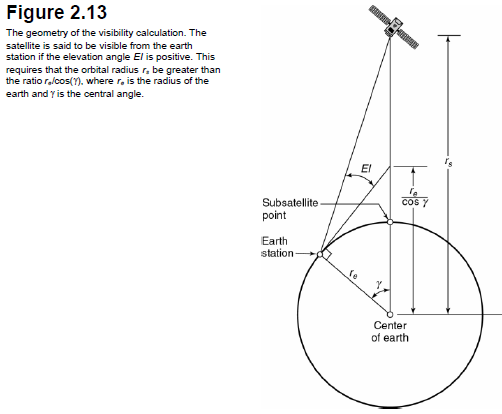 Figure 2.13
The geometry of the visibility calculation. The
satellite is said to be visible from the earth
station if the elevation angle El is positive. This
requires that the orbital radius rₛ be greater than
the ratio rₑ/cos(γ), where rₑ is the radius of the
earth and γ is the central angle.
El
rₛ
rₑ
cos γ
Subsatellite
point
Earth
station
rₑ
γ
Center
of earth